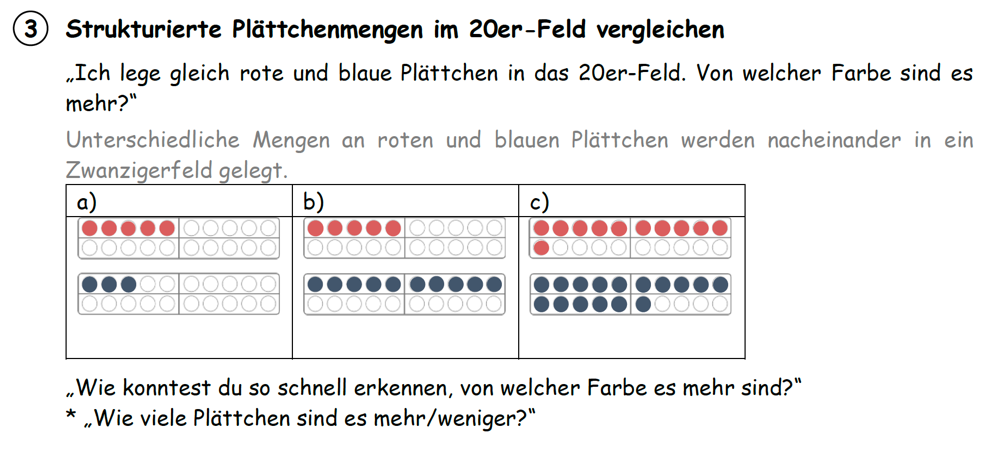 3 Strukturierte Plättchenmengen im 20er-Feld vergleichen
„Ich lege gleich rote und blaue Plättchen in das 20er-Feld. Von welcher Farbe sind es
mehr?“
Unterschiedliche Mengen an roten und blauen Plättchen werden nacheinander in ein
Zwanzigerfeld gelegt.
a) b) c)
„Wie konntest du so schnell erkennen, von welcher Farbe es mehr sind?“
* „Wie viele Plättchen sind es mehr/weniger?“